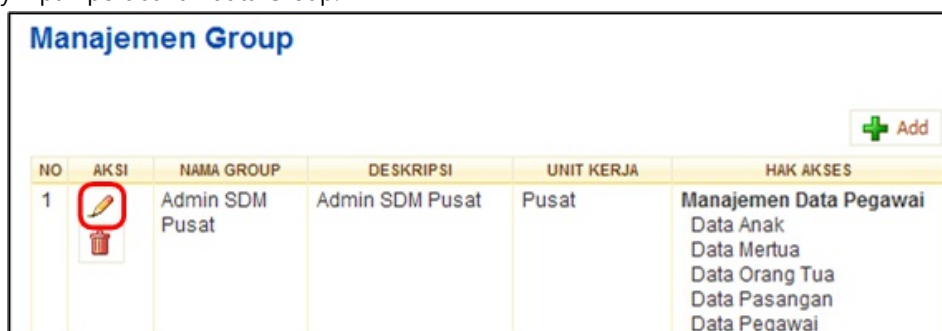 Manajemen Group
Add
NO AKSI NAMA GROUP DESKRIPSI UNIT KERJA HAK AKSES
1 Admin SDM Admin SDM Pusat Pusat Manajemen Data Pegawai
Pusat Data Anak
Data Mertua
Data Orang Tua
Data Pasangan
Data Pegawai